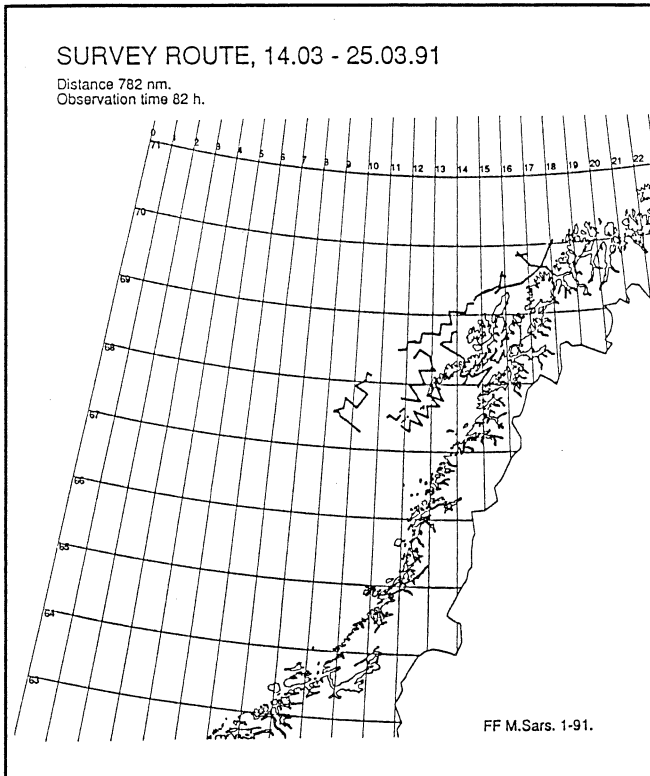 SURVEY ROUTE, 14.03 - 25.03.91
Distance 782 nm.
Observation time 82 h.
0 1 2 3 4 5 6 7 8 9 10 11 12 13 14 15 16 17 18 19 20 21 22
71
70
69
68
67
66
65
64
63
FF M.Sars. 1-91.